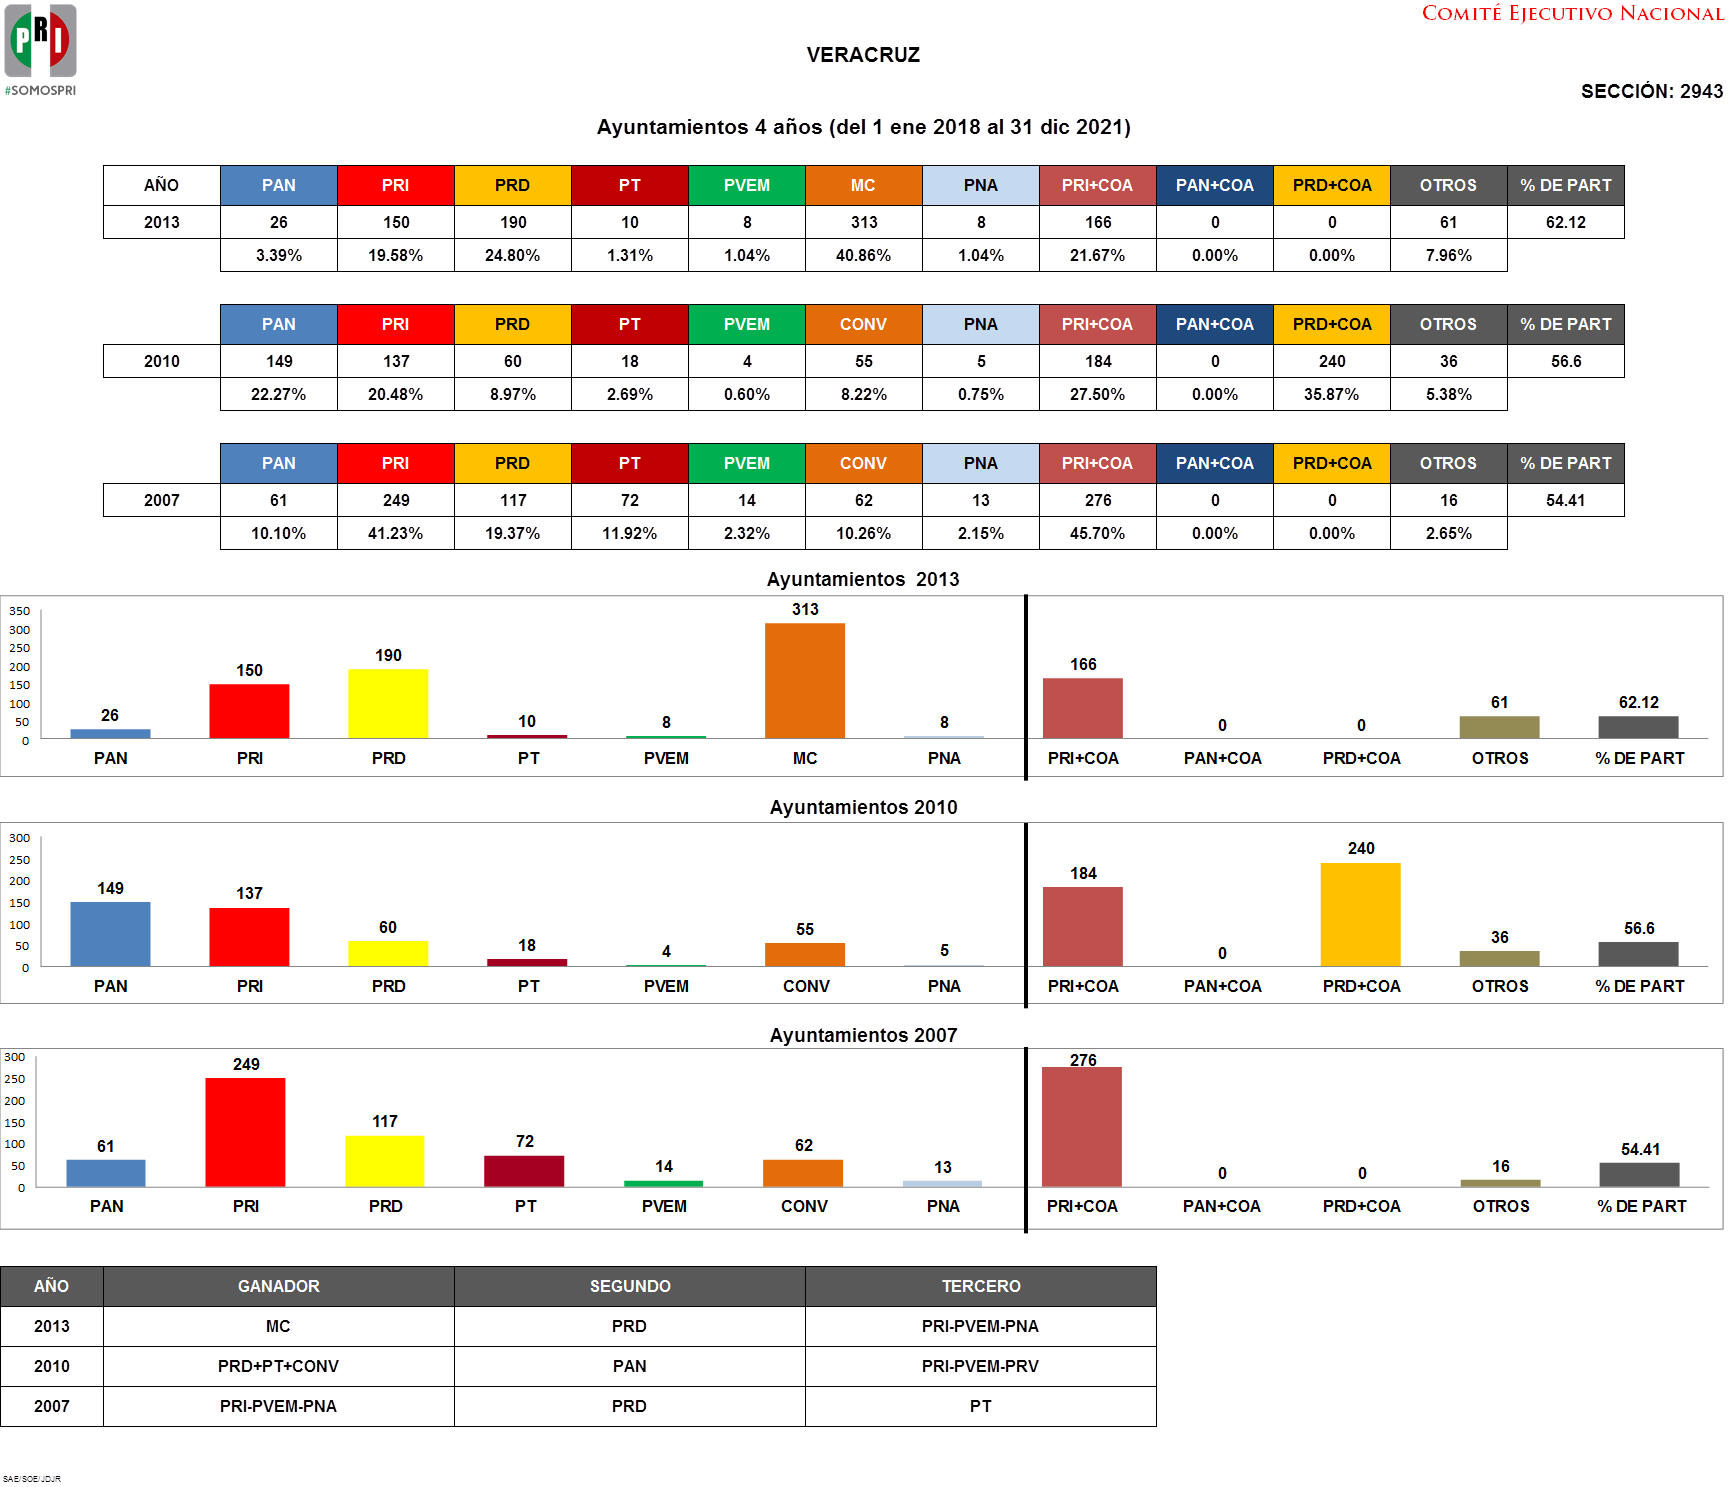 PRI
#SOMOSPRI
COMITÉ EJECUTIVO NACIONAL
VERACRUZ
SECCIÓN: 2943
Ayuntamientos 4 años (del 1 ene 2018 al 31 dic 2021)
AÑO PAN PRI PRD PT PVEM MC PNA PRI+COA PAN+COA PRD+COA OTROS % DE PART
2013 26 150 190 10 8 313 8 166 0 0 61 62.12
3.39% 19.58% 24.80% 1.31% 1.04% 40.86% 1.04% 21.67% 0.00% 0.00% 7.96%
PAN PRI PRD PT PVEM CONV PNA PRI+COA PAN+COA PRD+COA OTROS % DE PART
2010 149 137 60 18 4 55 5 184 0 240 36 56.6
22.27% 20.48% 8.97% 2.69% 0.60% 8.22% 0.75% 27.50% 0.00% 35.87% 5.38%
PAN PRI PRD PT PVEM CONV PNA PRI+COA PAN+COA PRD+COA OTROS % DE PART
2007 61 249 117 72 14 62 13 276 0 0 16 54.41
10.10% 41.23% 19.37% 11.92% 2.32% 10.26% 2.15% 45.70% 0.00% 0.00% 2.65%
Ayuntamientos 2013
350
300
250
200
150
100
50
0
26 150 190 10 8 313 8 166 0 0 61 62.12
PAN PRI PRD PT PVEM MC PNA PRI+COA PAN+COA PRD+COA OTROS % DE PART
Ayuntamientos 2010
300
250
200
150
100
50
0
149 137 60 18 4 55 5 184 0 240 36 56.6
PAN PRI PRD PT PVEM CONV PNA PRI+COA PAN+COA PRD+COA OTROS % DE PART
Ayuntamientos 2007
300
250
200
150
100
50
0
61 249 117 72 14 62 13 276 0 0 16 54.41
PAN PRI PRD PT PVEM CONV PNA PRI+COA PAN+COA PRD+COA OTROS % DE PART
AÑO GANADOR SEGUNDO TERCERO
2013 MC PRD PRI-PVEM-PNA
2010 PRD+PT+CONV PAN PRI-PVEM-PRV
2007 PRI-PVEM-PNA PRD PT
SAE/SOE/JDJR